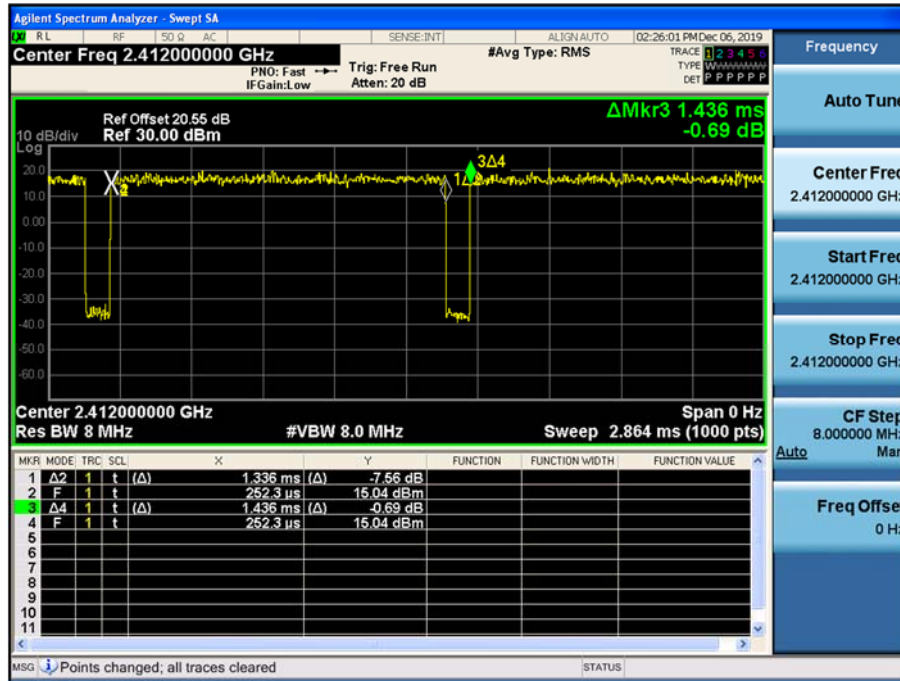 Agilent Spectrum Analyzer - Swept SA
LXI RL RF 50 Ω AC SENSE:INT ALIGN AUTO 02:26:01 PM Dec 06, 2019
Center Freq 2.412000000 GHz
PNO: Fast
IFGain:Low
Trig: Free Run
Atten: 20 dB
#Avg Type: RMS
TRACE 1 2 3 4 5 6
TYPE
DET P P P P P P
ΔMkr3 1.436 ms
-0.69 dB
Ref Offset 20.55 dB
10 dB/div Ref 30.00 dBm
Log
20.0
10.0
0.00
-10.0
-20.0
-30.0
-40.0
-50.0
-60.0
2
3Δ4
Center 2.412000000 GHz Span 0 Hz
Res BW 8 MHz #VBW 8.0 MHz Sweep 2.864 ms (1000 pts)
MKR MODE TRC SCL X Y FUNCTION FUNCTION WIDTH FUNCTION VALUE
1 Δ2 1 t (Δ) 1.336 ms (Δ) -7.56 dB
2 F 1 t 252.3 µs 15.04 dBm
3 Δ4 1 t (Δ) 1.436 ms (Δ) -0.69 dB
4 F 1 t 252.3 µs 15.04 dBm
5
6
7
8
9
10
11
MSG Points changed; all traces cleared STATUS
Frequency
Auto Tune
Center Freq
2.412000000 GHz
Start Freq
2.412000000 GHz
Stop Freq
2.412000000 GHz
CF Step
8.000000 MHz
Auto Man
Freq Offset
0 Hz